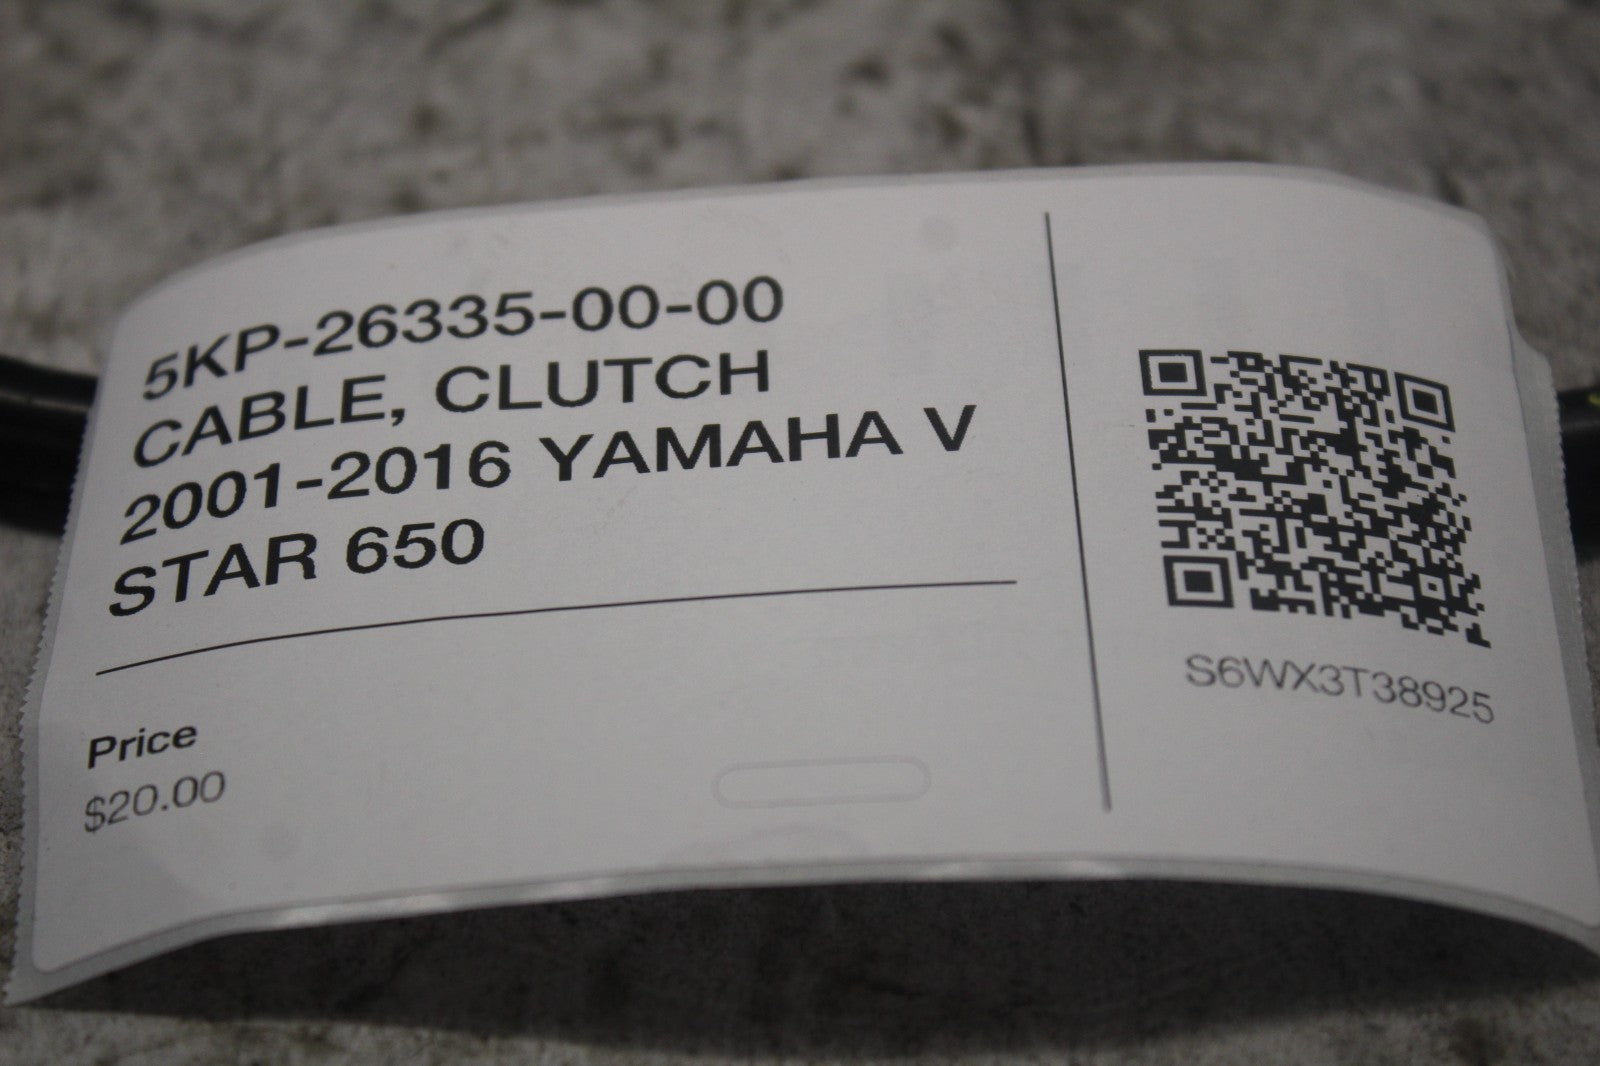 5KP-26335-00-00
CABLE, CLUTCH
2001-2016 YAMAHA V
STAR 650
Price
$20.00
S6WX3T38925